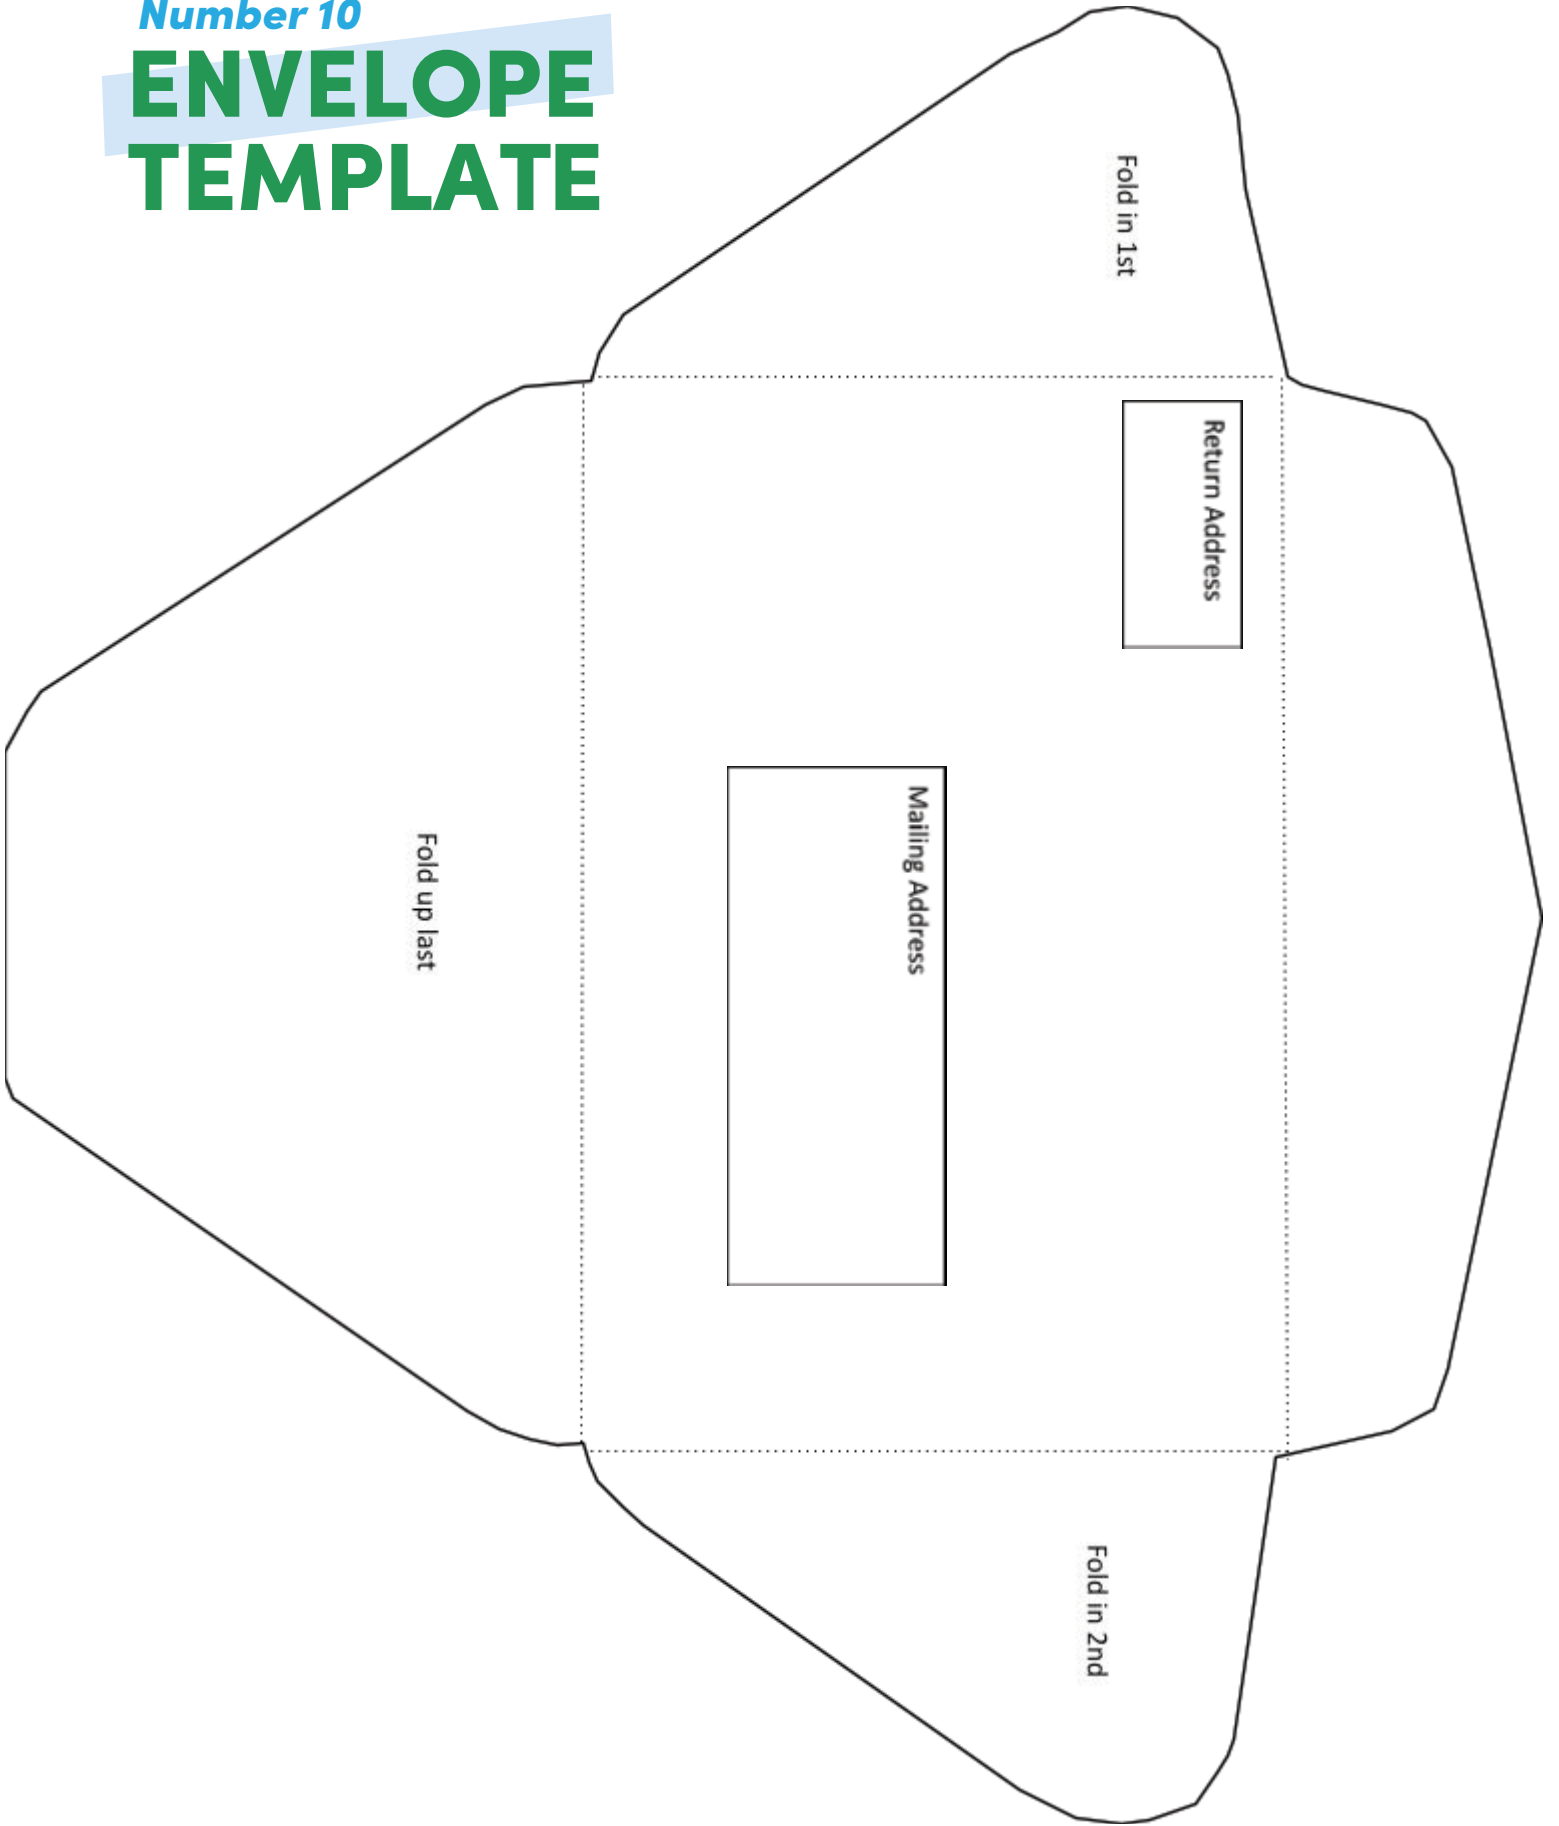 Number 10
ENVELOPE
TEMPLATE
Fold in 1st
Return Address
Mailing Address
Fold up last
Fold in 2nd